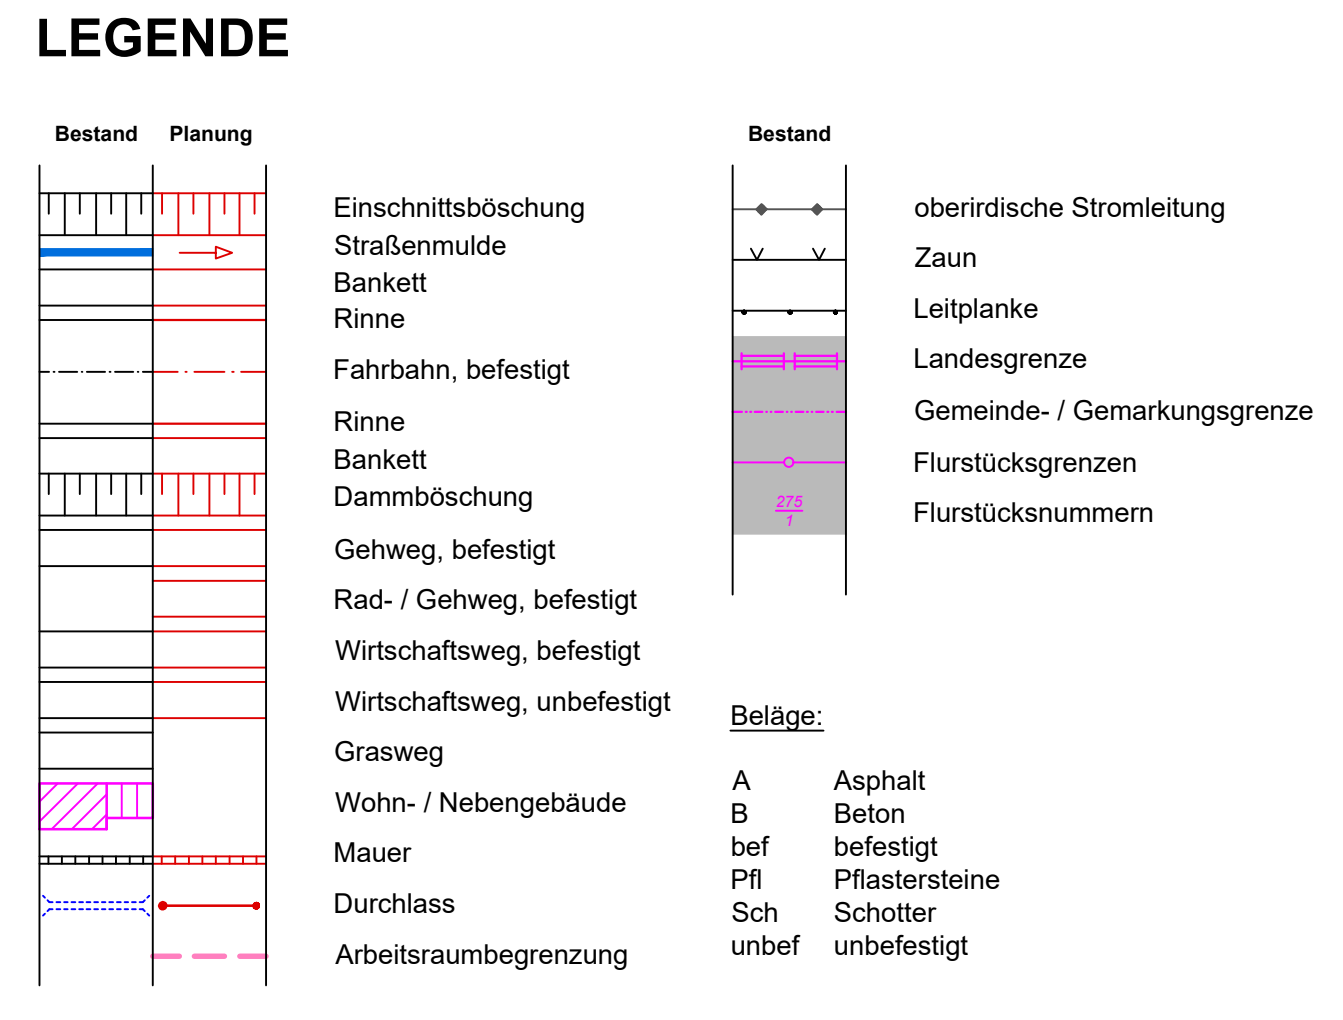 LEGENDE
Bestand Planung
Einschnittsböschung
Straßenmulde
Bankett
Rinne
Fahrbahn, befestigt
Rinne
Bankett
Dammböschung
Gehweg, befestigt
Rad- / Gehweg, befestigt
Wirtschaftsweg, befestigt
Wirtschaftsweg, unbefestigt
Grasweg
Wohn- / Nebengebäude
Mauer
Durchlass
Arbeitsraumbegrenzung
Bestand
oberirdische Stromleitung
Zaun
Leitplanke
Landesgrenze
Gemeinde- / Gemarkungsgrenze
Flurstücksgrenzen
275
1
Flurstücksnummern
Beläge:
A Asphalt
B Beton
bef befestigt
Pfl Pflastersteine
Sch Schotter
unbef unbefestigt